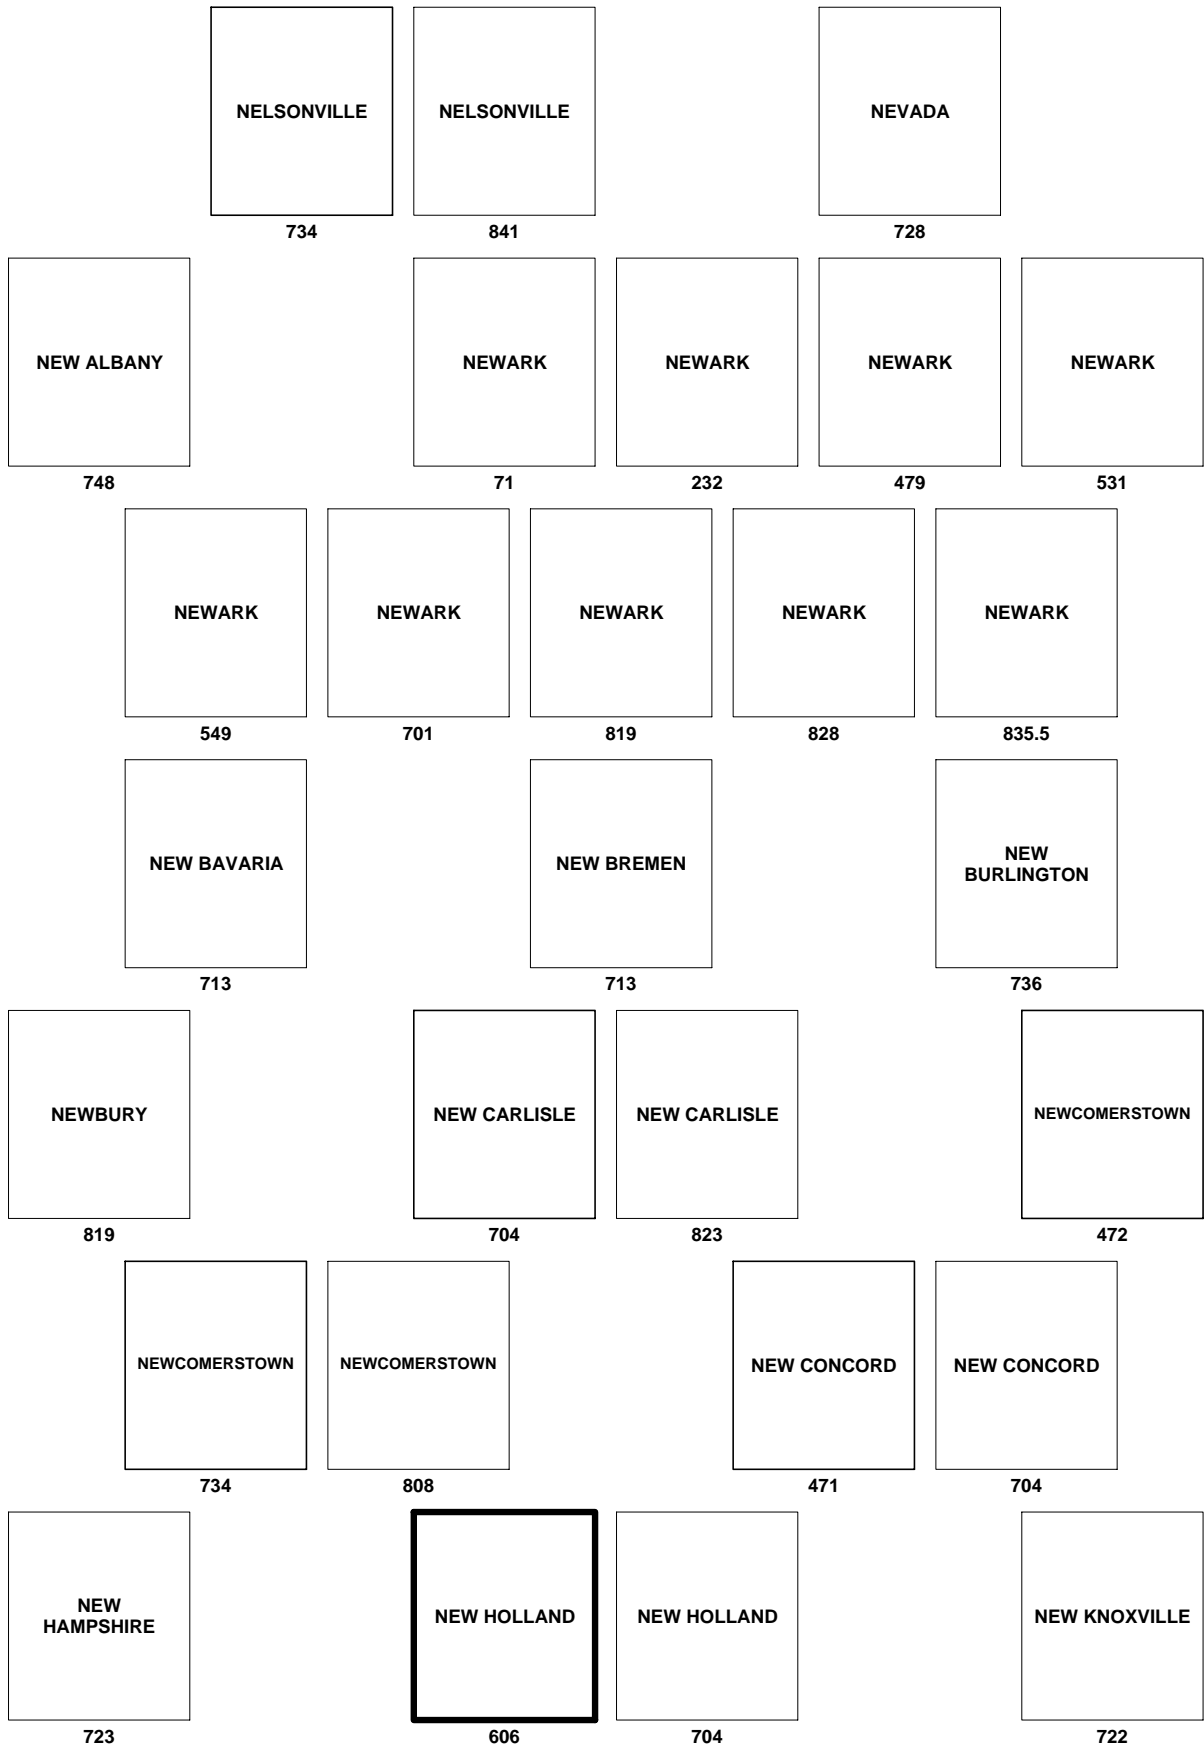 NELSONVILLE NELSONVILLE NEVADA
734 841 728
NEW ALBANY NEWARK NEWARK NEWARK NEWARK
748 71 232 479 531
NEWARK NEWARK NEWARK NEWARK NEWARK
549 701 819 828 835.5
NEW BAVARIA NEW BREMEN NEW
BURLINGTON
713 713 736
NEWBURY NEW CARLISLE NEW CARLISLE NEWCOMERSTOWN
819 704 823 472
NEWCOMERSTOWN NEWCOMERSTOWN NEW CONCORD NEW CONCORD
734 808 471 704
NEW
HAMPSHIRE NEW HOLLAND NEW HOLLAND NEW KNOXVILLE
723 606 704 722